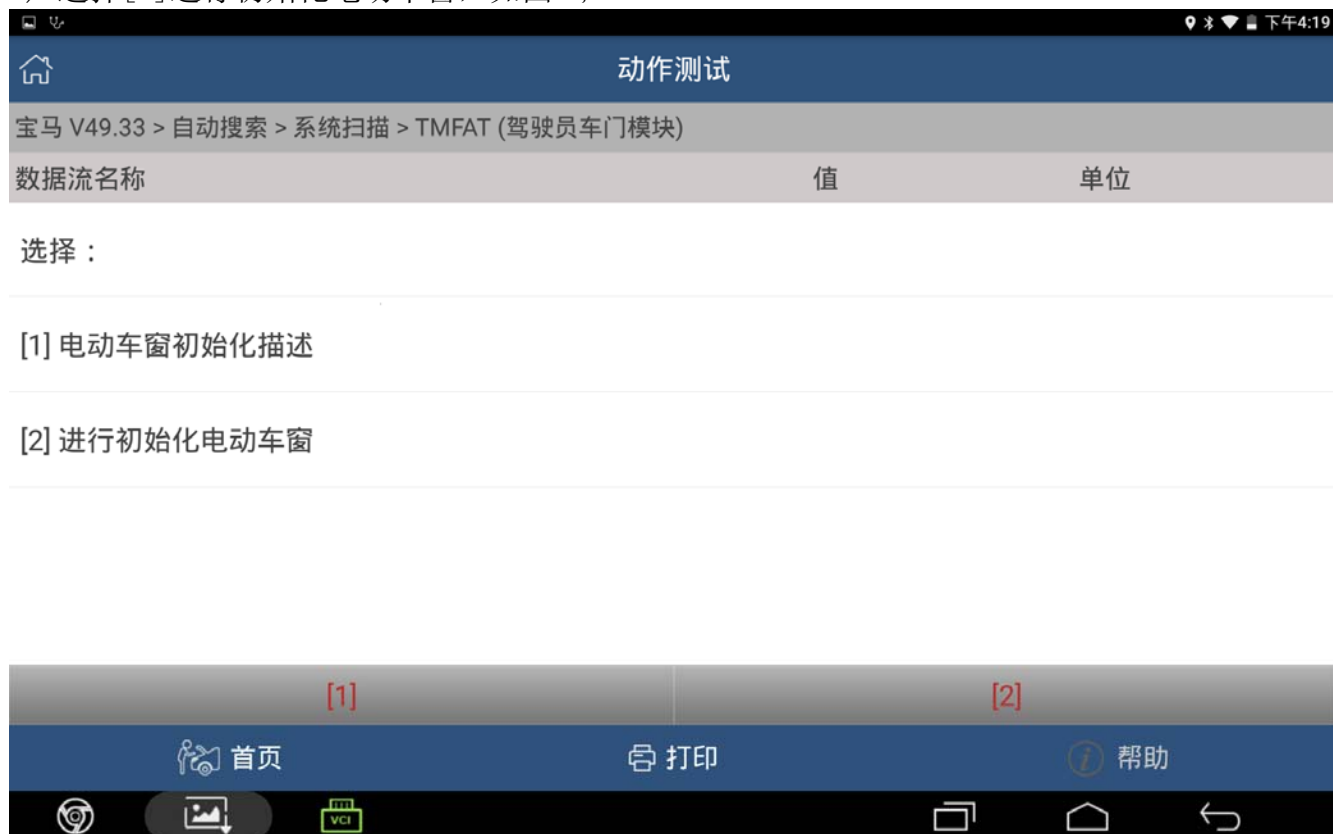 下午4:19
动作测试
宝马 V49.33 > 自动搜索 > 系统扫描 > TMFAT (驾驶员车门模块)
数据流名称 值 单位
选择：
[1] 电动车窗初始化描述
[2] 进行初始化电动车窗
[1] [2]
首页 打印 帮助
VCI